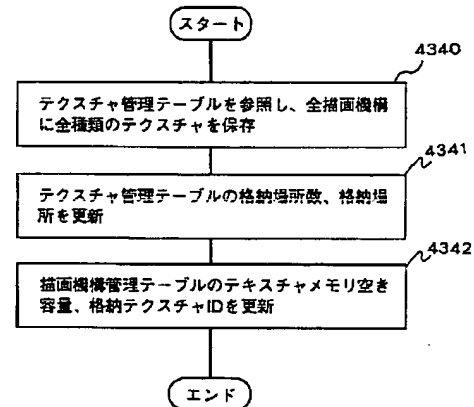 スタート
4340
テクスチャ管理テーブルを参照し、全描画機構
に全種類のテクスチャを保存
4341
テクスチャ管理テーブルの格納場所数、格納場
所を更新
4342
描画機構管理テーブルのテキスチャメモリ空き
容量、格納テクスチャIDを更新
エンド